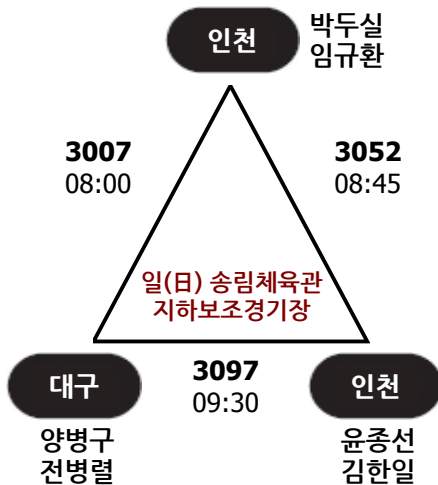 인천
박두실
임규환
3007
08:00
3052
08:45
일(日) 송림체육관
지하보조경기장
대구
3097
09:30
인천
양병구
전병렬
윤종선
김한일